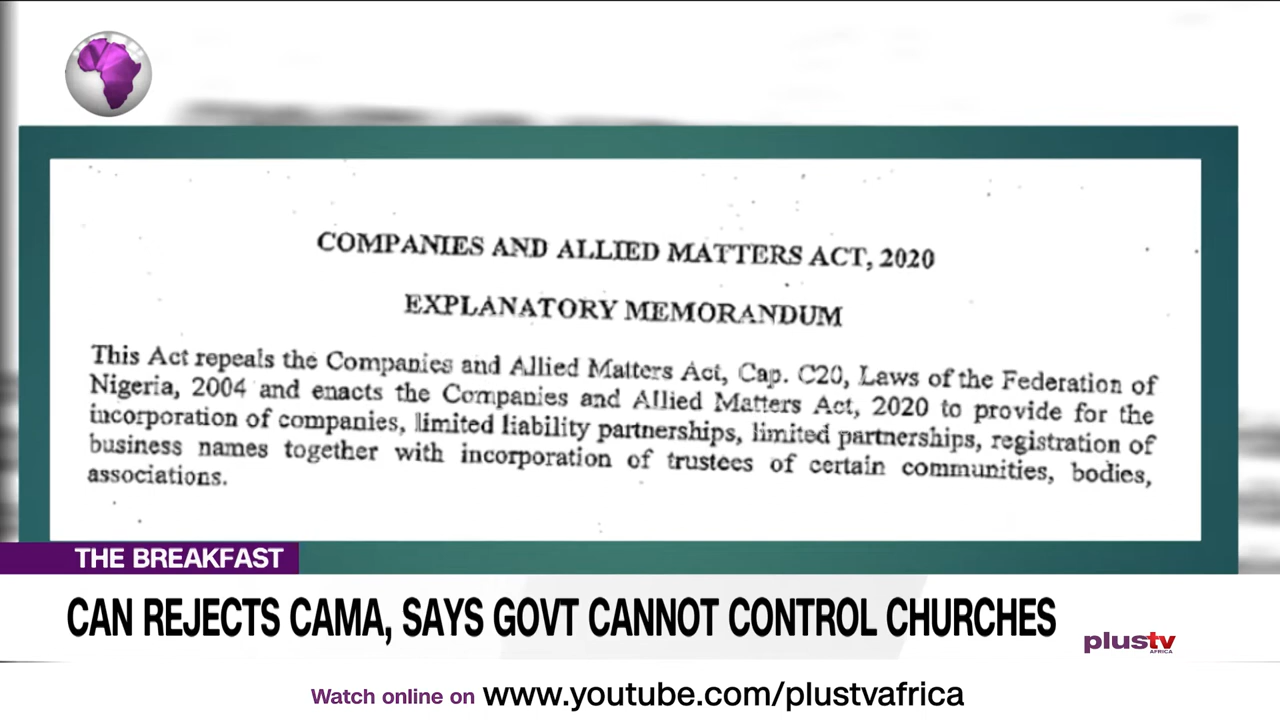 COMPANIES AND ALLIED MATTERS ACT, 2020
EXPLANATORY MEMORANDUM
This Act repeals the Companies and Allied Matters Act, Cap. C20, Laws of the Federation of
Nigeria, 2004 and enacts the Companies and Allied Matters Act, 2020 to provide for the
incorporation of companies, limited liability partnerships, limited partnerships, registration of
business names together with incorporation of trustees of certain communities, bodies,
associations.
THE BREAKFAST
CAN REJECTS CAMA, SAYS GOVT CANNOT CONTROL CHURCHES
plustv
AFRICA
Watch online on www.youtube.com/plustvafrica